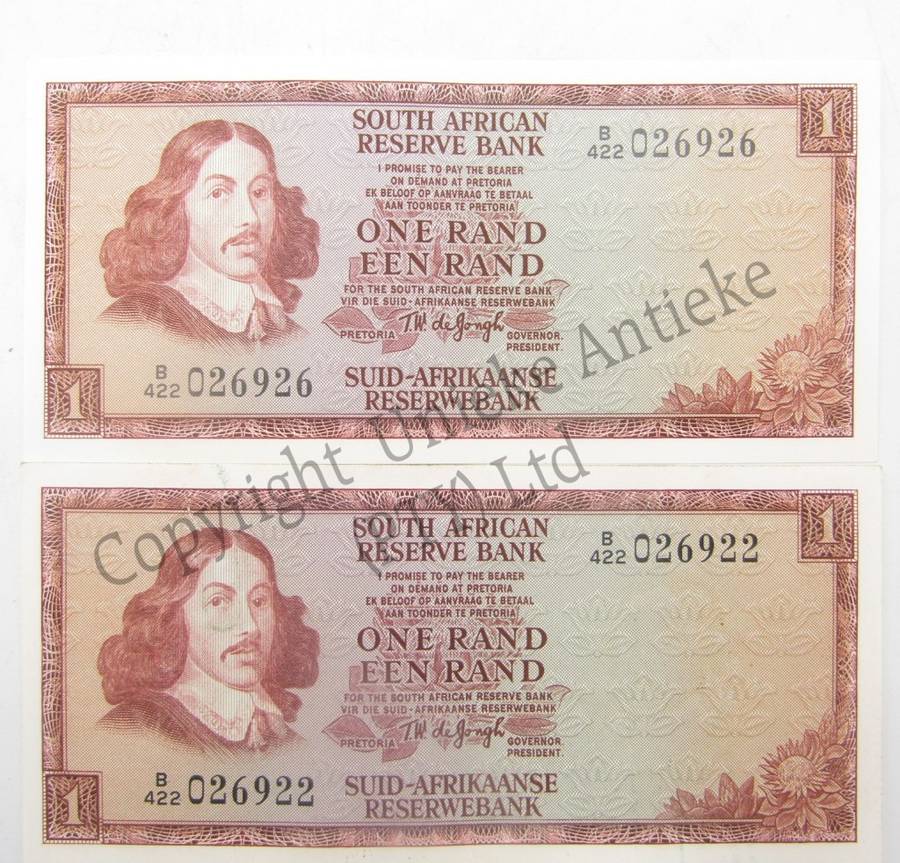 1
SOUTH AFRICAN
RESERVE BANK
B/422 026926
I PROMISE TO PAY THE BEARER
ON DEMAND AT PRETORIA
EK BELOOF OP AANVRAAG TE BETAAL
AAN TOONDER TE PRETORIA
ONE RAND
EEN RAND
FOR THE SOUTH AFRICAN RESERVE BANK
VIR DIE SUID-AFRIKAANSE RESERWEBANK
PRETORIA T.W. de Jongh GOVERNOR.
PRESIDENT.
B/422 026926
SUID-AFRIKAANSE
RESERWEBANK
1
Copyright Unieke Antieke
(PTY) Ltd
1
SOUTH AFRICAN
RESERVE BANK
B/422 026922
I PROMISE TO PAY THE BEARER
ON DEMAND AT PRETORIA
EK BELOOF OP AANVRAAG TE BETAAL
AAN TOONDER TE PRETORIA
ONE RAND
EEN RAND
FOR THE SOUTH AFRICAN RESERVE BANK
VIR DIE SUID-AFRIKAANSE RESERWEBANK
PRETORIA T.W. de Jongh GOVERNOR.
PRESIDENT.
B/422 026922
SUID-AFRIKAANSE
RESERWEBANK
1